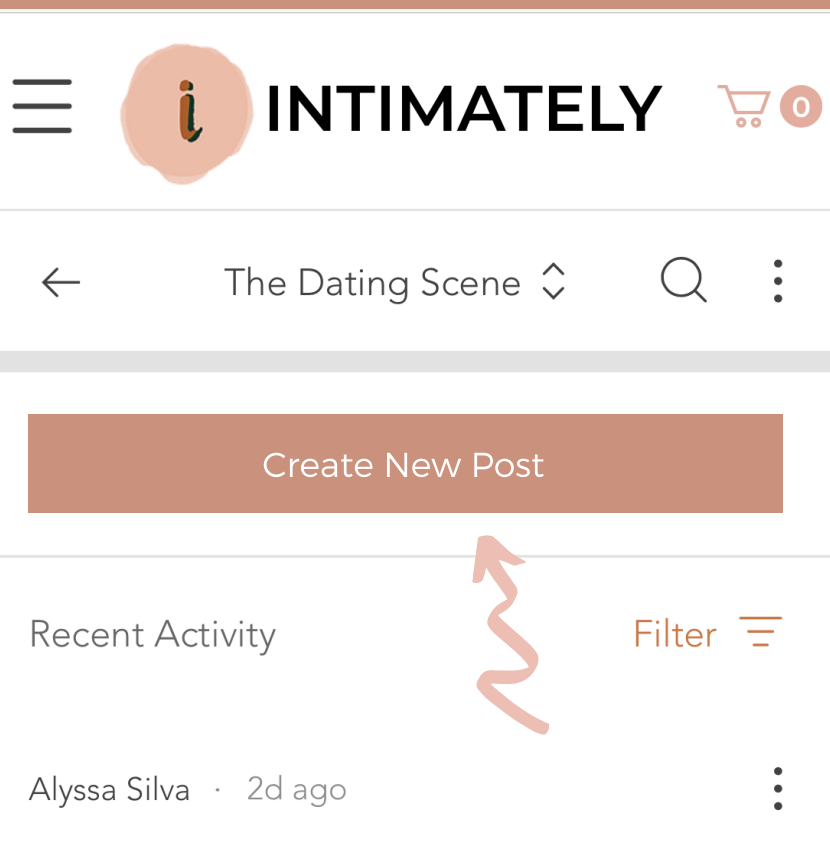 i INTIMATELY 0
The Dating Scene
Create New Post
Recent Activity Filter
Alyssa Silva · 2d ago